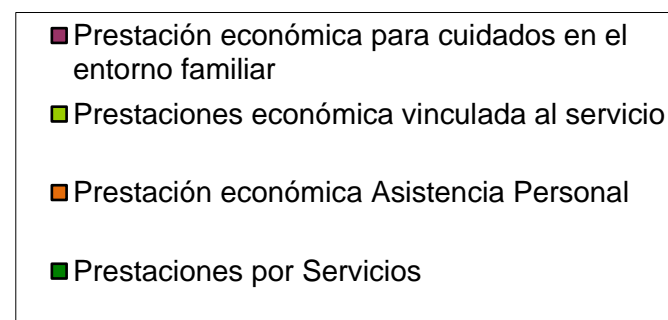 Prestación económica para cuidados en el
entorno familiar
Prestaciones económica vinculada al servicio
Prestación económica Asistencia Personal
Prestaciones por Servicios